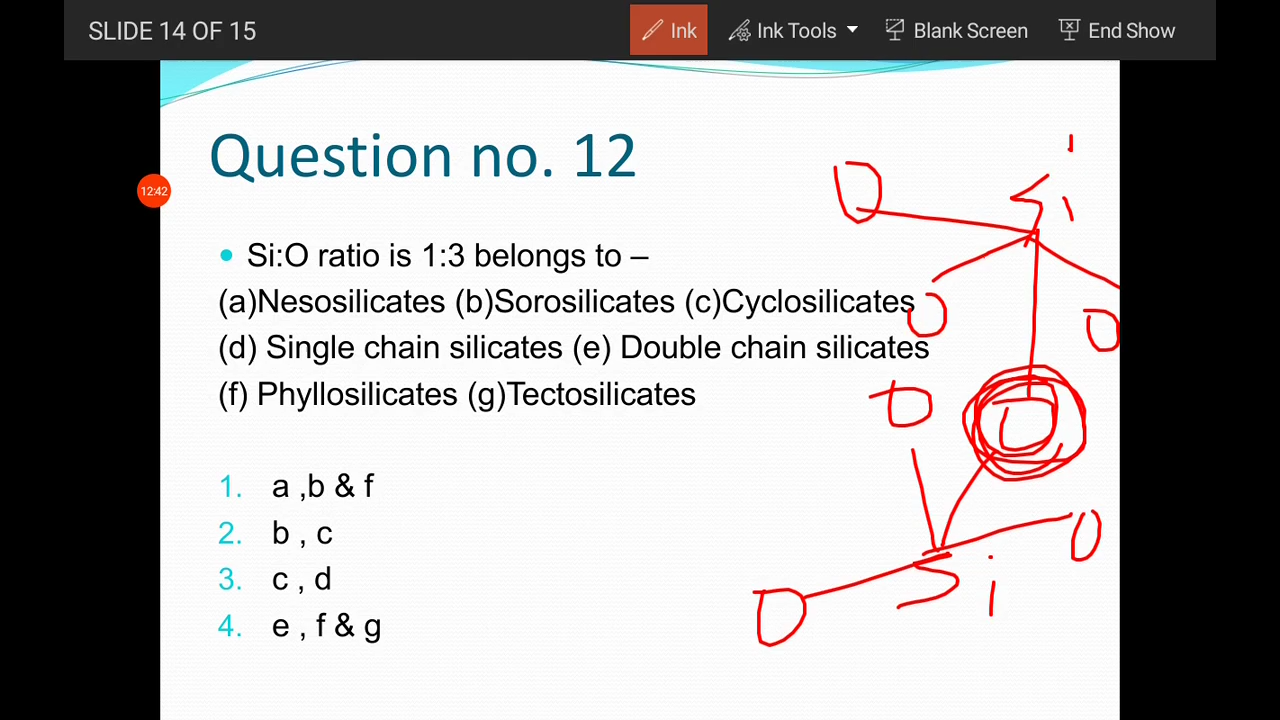 SLIDE 14 OF 15
Ink
Ink Tools
Blank Screen
End Show
Question no. 12
12:42
• Si:O ratio is 1:3 belongs to –
(a)Nesosilicates (b)Sorosilicates (c)Cyclosilicates
(d) Single chain silicates (e) Double chain silicates
(f) Phyllosilicates (g)Tectosilicates
1. a ,b & f
2. b , c
3. c , d
4. e , f & g
Si
O
O
O
O
O
O
Si
O